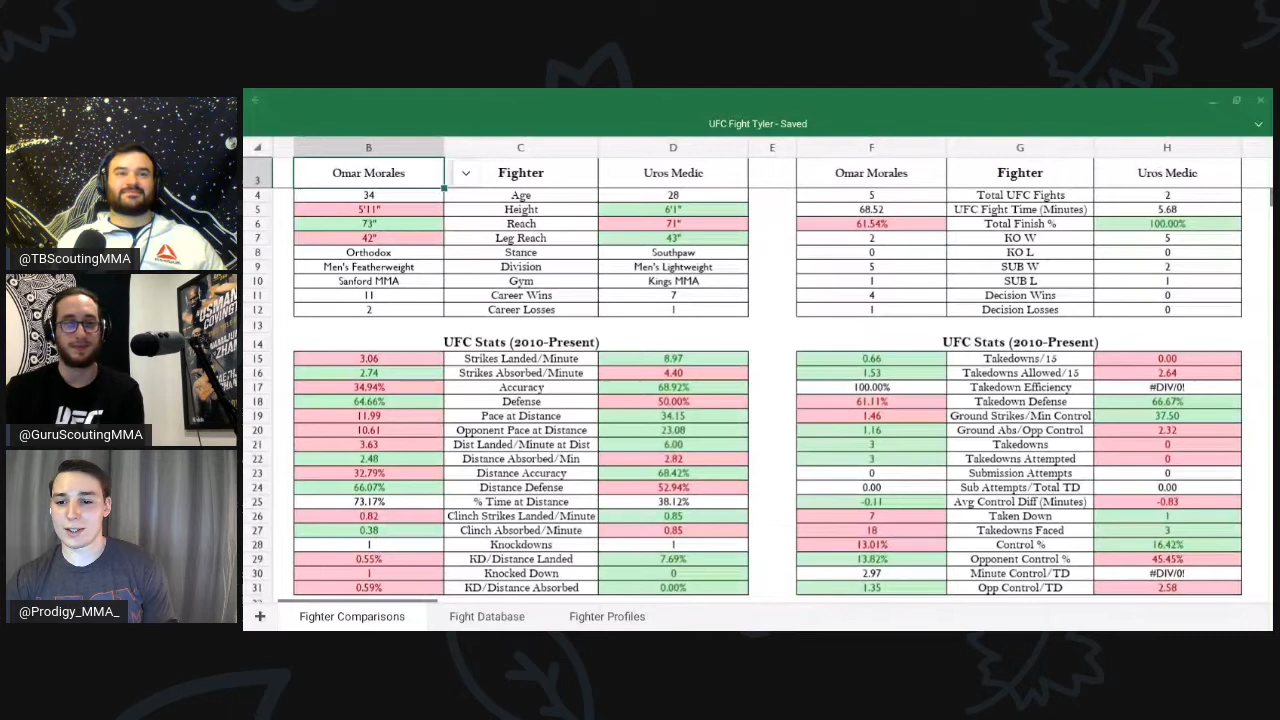 @TBScoutingMMA
@GuruScoutingMMA
USMAN
COVINGT
UFC
@Prodigy_MMA_
UFC Fight Tyler - Saved
B C D E F G H
3 Omar Morales Fighter Uros Medic Omar Morales Fighter Uros Medic
4 34 Age 28 5 Total UFC Fights 2
5 5'11" Height 6'1" 68.52 UFC Fight Time (Minutes) 5.68
6 73" Reach 71" 61.54% Total Finish % 100.00%
7 42" Leg Reach 43" 2 KO W 5
8 Orthodox Stance Southpaw 0 KO L 0
9 Men's Featherweight Division Men's Lightweight 5 SUB W 2
10 Sanford MMA Gym Kings MMA 1 SUB L 1
11 11 Career Wins 7 4 Decision Wins 0
12 2 Career Losses 1 1 Decision Losses 0
13
14 UFC Stats (2010-Present) UFC Stats (2010-Present)
15 3.06 Strikes Landed/Minute 8.97 0.66 Takedowns/15 0.00
16 2.74 Strikes Absorbed/Minute 4.40 1.53 Takedowns Allowed/15 2.64
17 34.94% Accuracy 68.92% 100.00% Takedown Efficiency #DIV/0!
18 64.66% Defense 50.00% 61.11% Takedown Defense 66.67%
19 11.99 Pace at Distance 34.15 1.46 Ground Strikes/Min Control 37.50
20 10.61 Opponent Pace at Distance 23.08 1.16 Ground Abs/Opp Control 2.32
21 3.63 Dist Landed/Minute at Dist 6.00 3 Takedowns 0
22 2.48 Distance Absorbed/Min 2.82 3 Takedowns Attempted 0
23 32.79% Distance Accuracy 68.42% 0 Submission Attempts 0
24 66.07% Distance Defense 52.94% 0.00 Sub Attempts/Total TD 0.00
25 73.17% % Time at Distance 38.12% -0.11 Avg Control Diff (Minutes) -0.83
26 0.82 Clinch Strikes Landed/Minute 0.85 7 Taken Down 1
27 0.38 Clinch Absorbed/Minute 0.85 18 Takedowns Faced 3
28 1 Knockdowns 1 13.01% Control % 16.42%
29 0.55% KD/Distance Landed 7.69% 13.82% Opponent Control % 45.45%
30 1 Knocked Down 0 2.97 Minute Control/TD #DIV/0!
31 0.59% KD/Distance Absorbed 0.00% 1.35 Opp Control/TD 2.58
Fighter Comparisons Fight Database Fighter Profiles